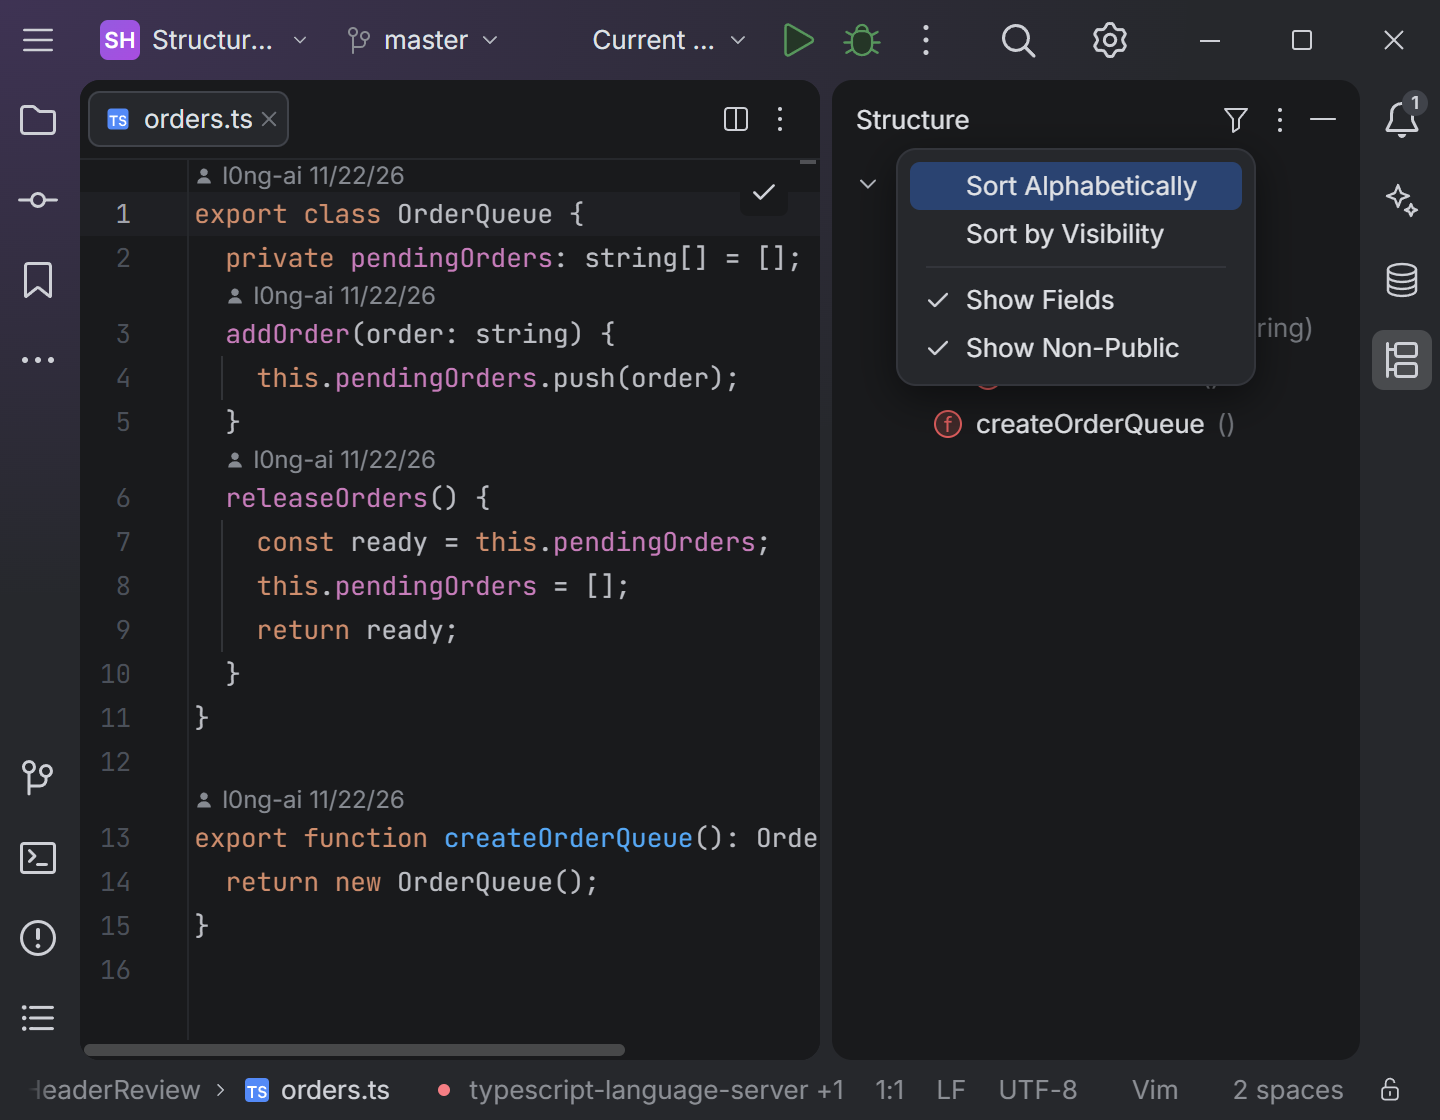 SH Structur... master Current ...
orders.ts
Structure
1
l0ng-ai 11/22/26
1 export class OrderQueue {
2 private pendingOrders: string[] = [];
l0ng-ai 11/22/26
3 addOrder(order: string) {
4 this.pendingOrders.push(order);
5 }
l0ng-ai 11/22/26
6 releaseOrders() {
7 const ready = this.pendingOrders;
8 this.pendingOrders = [];
9 return ready;
10 }
11 }
12
l0ng-ai 11/22/26
13 export function createOrderQueue(): Orde
14 return new OrderQueue();
15 }
16
Sort Alphabetically
Sort by Visibility
Show Fields
Show Non-Public
ring)
f createOrderQueue ()
eaderReview > TS orders.ts typescript-language-server +1 1:1 LF UTF-8 Vim 2 spaces